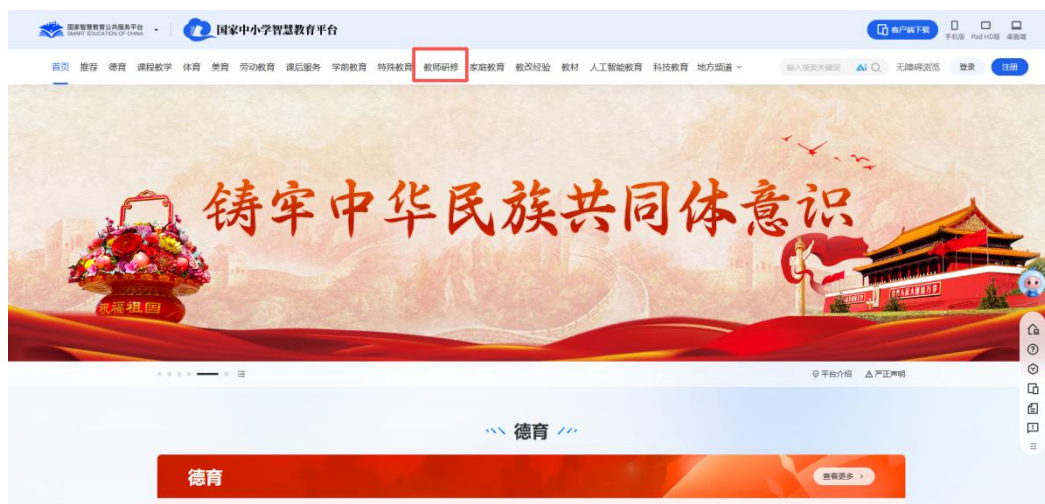 国家智慧教育公共服务平台
SMART EDUCATION OF CHINA
国家中小学智慧教育平台
客户端下载
手机版 Pad HD版 桌面端
首页 推荐 德育 课程教学 体育 美育 劳动教育 课后服务 学前教育 特殊教育 教师研修 家庭教育 教改经验 教材 人工智能教育 科技教育 地方频道
输入搜索关键词 Ai 无障碍浏览 登录 注册
铸牢中华民族共同体意识
祝福祖国
平台介绍 严正声明
德育
德育
查看更多